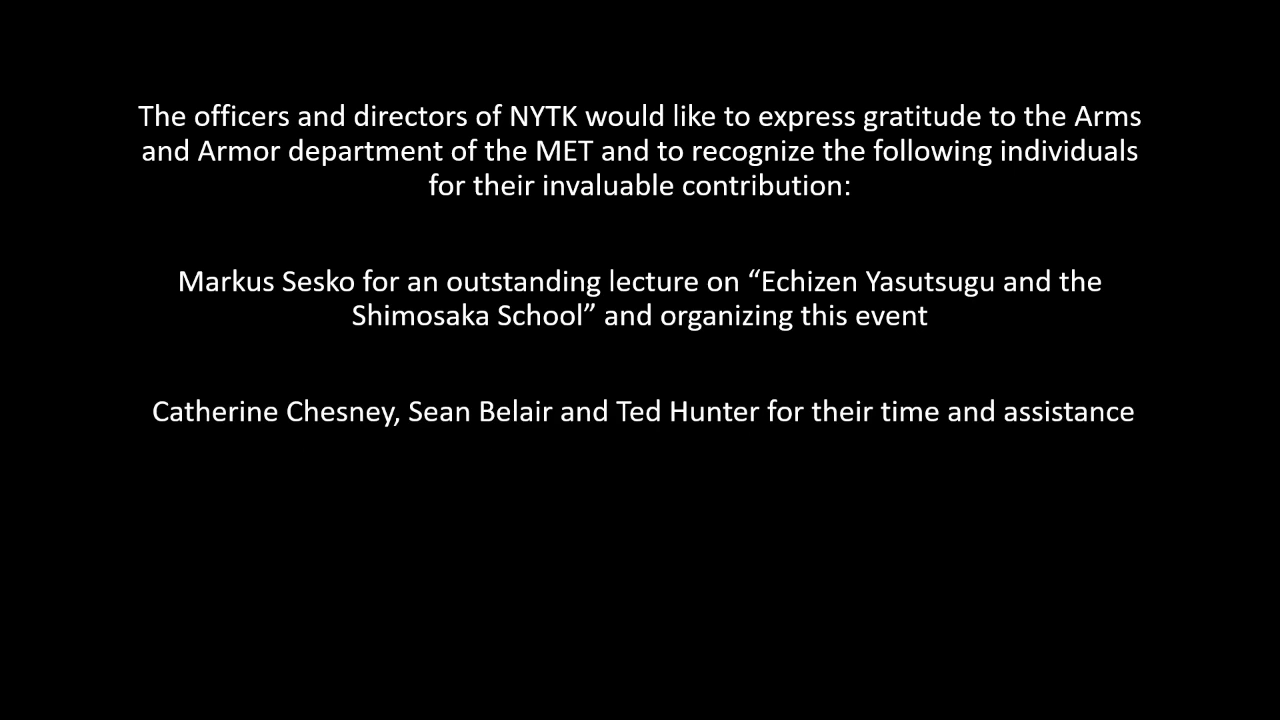 The officers and directors of NYTK would like to express gratitude to the Arms
and Armor department of the MET and to recognize the following individuals
for their invaluable contribution:
Markus Sesko for an outstanding lecture on “Echizen Yasutsugu and the
Shimosaka School” and organizing this event
Catherine Chesney, Sean Belair and Ted Hunter for their time and assistance